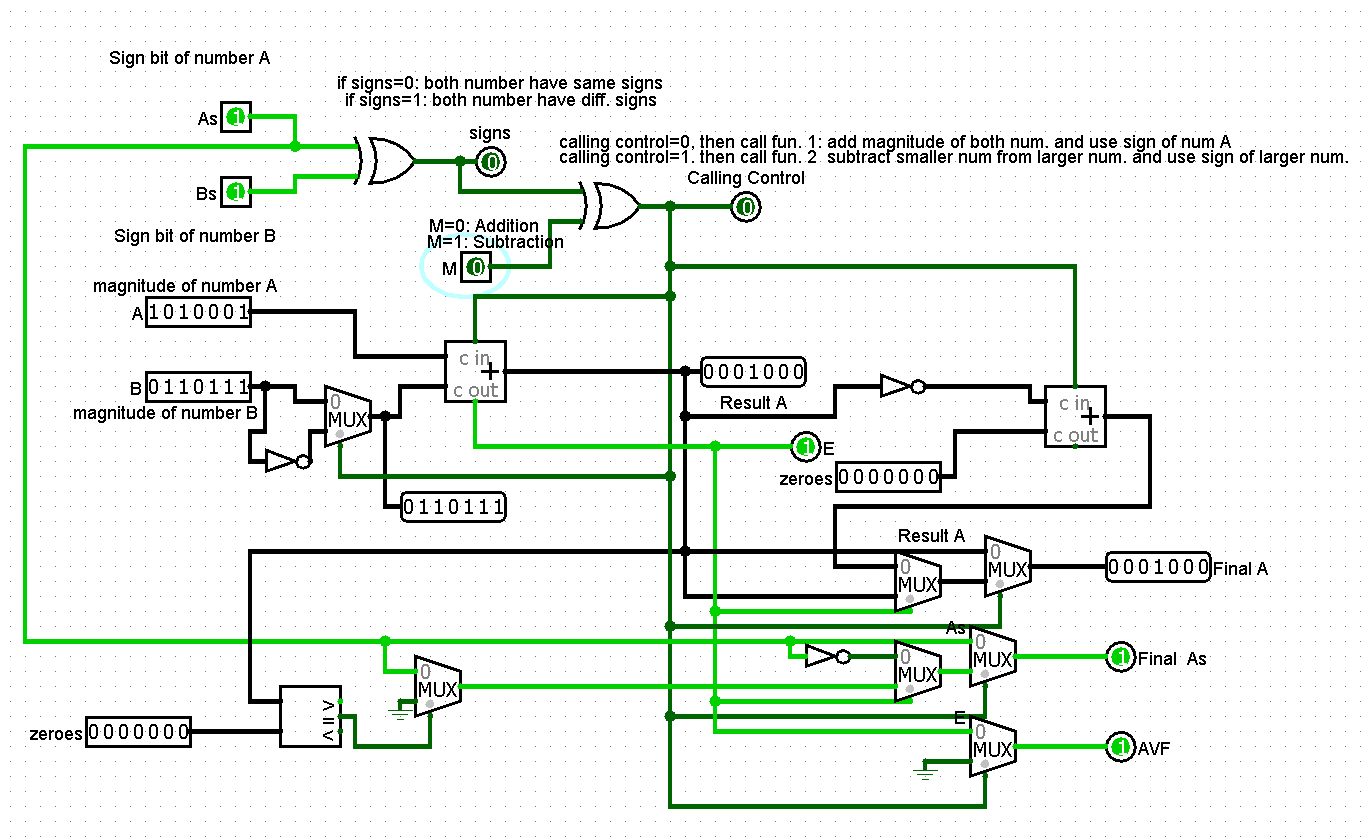 Sign bit of number A
if signs=0: both number have same signs
if signs=1: both number have diff. signs
As 1
signs
0
calling control=0, then call fun. 1: add magnitude of both num. and use sign of num A
calling control=1. then call fun. 2 subtract smaller num from larger num. and use sign of larger num.
Calling Control
0
Bs 1
Sign bit of number B
M=0: Addition
M=1: Subtraction
M 0
magnitude of number A
A 1010001
c in
+
c out
B 0110111
magnitude of number B
0
MUX
0001000
Result A
1 E
c in
+
c out
zeroes 0000000
0110111
Result A
0
MUX
0
MUX
0001000 Final A
As
0
MUX
0
MUX
0
MUX
1 Final As
zeroes 0000000
< = >
E
0
MUX
1 AVF